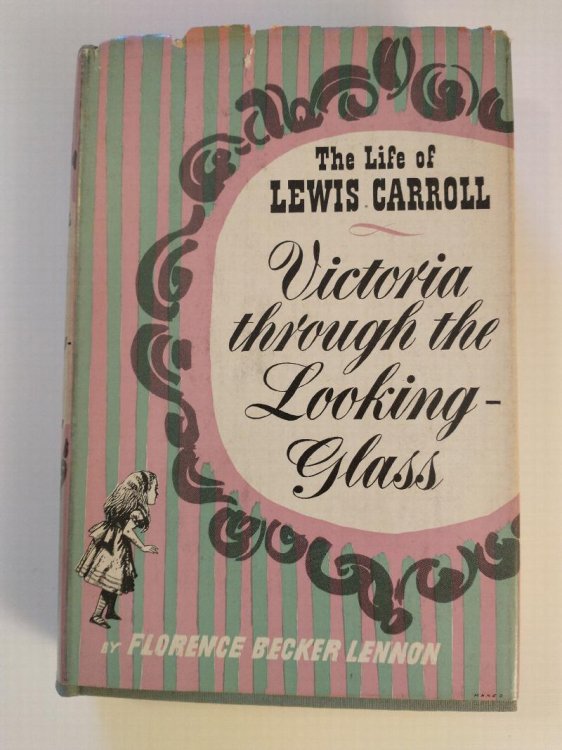 The Life of
LEWIS CARROLL
Victoria
through the
Looking-
Glass
BY FLORENCE BECKER LENNON